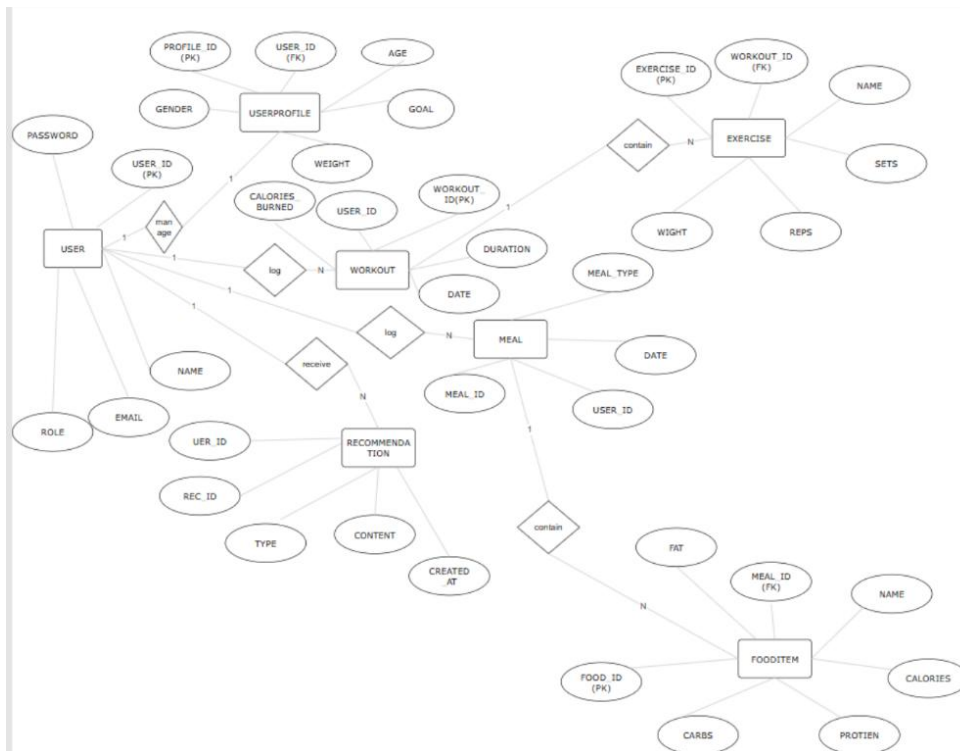 PROFILE_ID
(PK)
USER_ID
(FK)
AGE
GENDER
USERPROFILE
GOAL
WEIGHT
PASSWORD
USER_ID
(PK)
1
man
age
1
USER
NAME
EMAIL
ROLE
CALORIES_
BURNED
USER_ID
WORKOUT_
ID(PK)
1
log
N
WORKOUT
DURATION
DATE
1
contain
N
EXERCISE_ID
(PK)
WORKOUT_ID
(FK)
NAME
EXERCISE
SETS
WIGHT
REPS
1
log
N
MEAL
MEAL_TYPE
DATE
MEAL_ID
USER_ID
1
receive
N
RECOMMENDA
TION
UER_ID
REC_ID
TYPE
CONTENT
CREATED
_AT
1
contain
N
FAT
MEAL_ID
(FK)
NAME
FOODITEM
FOOD_ID
(PK)
CALORIES
CARBS
PROTIEN